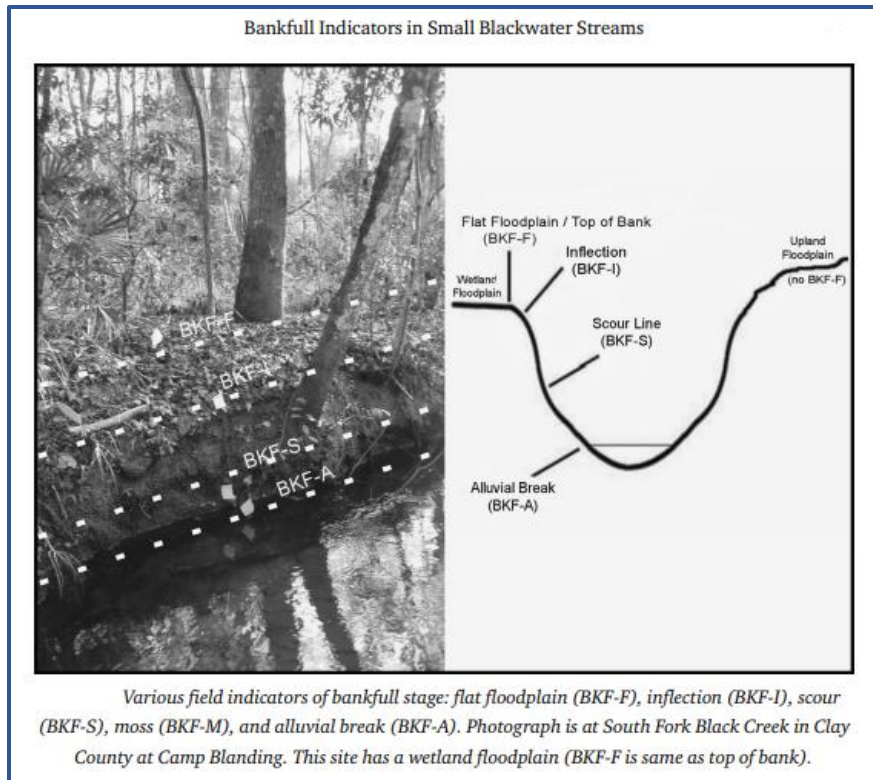 Bankfull Indicators in Small Blackwater Streams
BKF-F
BKF-I
BKF-S
BKF-A
Flat Floodplain / Top of Bank
(BKF-F)
Inflection
(BKF-I)
Upland
Floodplain
(no BKF-F)
Wetland
Floodplain
Scour Line
(BKF-S)
Alluvial Break
(BKF-A)
Various field indicators of bankfull stage: flat floodplain (BKF-F), inflection (BKF-I), scour
(BKF-S), moss (BKF-M), and alluvial break (BKF-A). Photograph is at South Fork Black Creek in Clay
County at Camp Blanding. This site has a wetland floodplain (BKF-F is same as top of bank).